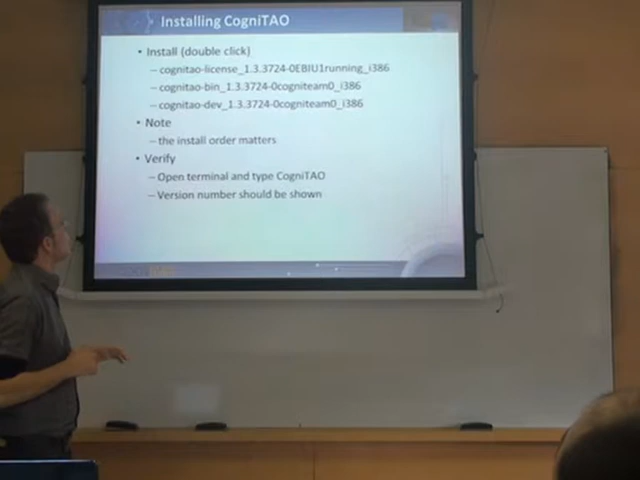 Installing CogniTAO
• Install (double click)
– cognitao-license_1.3.3724-0EBIU1running_i386
– cognitao-bin_1.3.3724-0cogniteam0_i386
– cognitao-dev_1.3.3724-0cogniteam0_i386
• Note
– the install order matters
• Verify
– Open terminal and type CogniTAO
– Version number should be shown